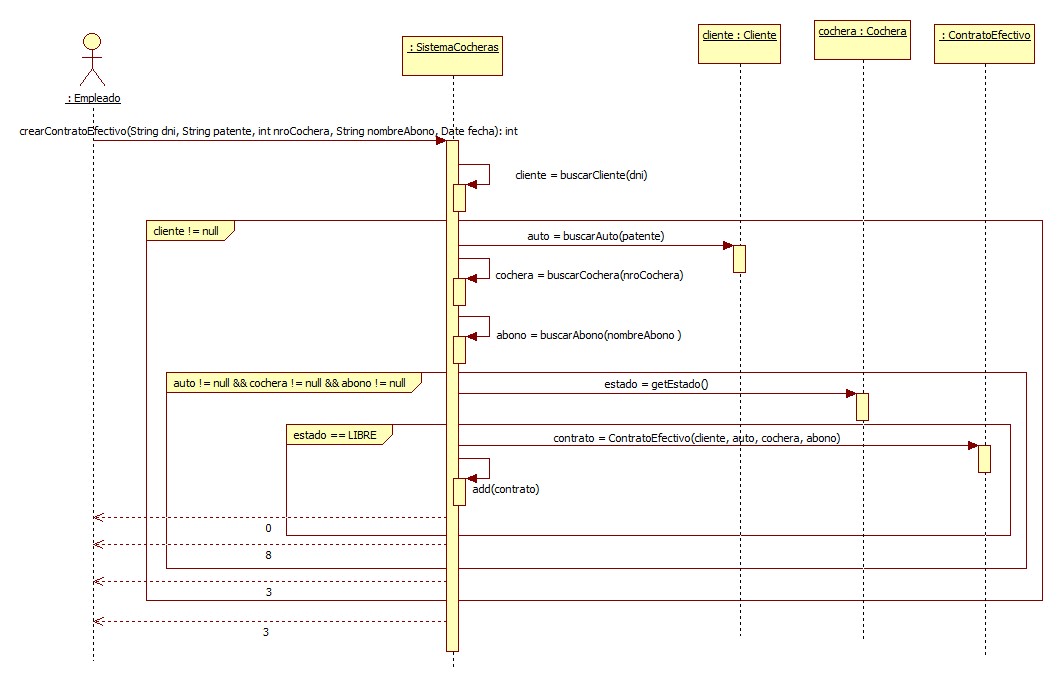 cliente : Cliente
cochera : Cochera
: ContratoEfectivo
: SistemaCocheras
: Empleado
crearContratoEfectivo(String dni, String patente, int nroCochera, String nombreAbono, Date fecha): int
cliente = buscarCliente(dni)
cliente != null
auto = buscarAuto(patente)
cochera = buscarCochera(nroCochera)
abono = buscarAbono(nombreAbono )
auto != null && cochera != null && abono != null
estado = getEstado()
estado == LIBRE
contrato = ContratoEfectivo(cliente, auto, cochera, abono)
add(contrato)
0
8
3
3